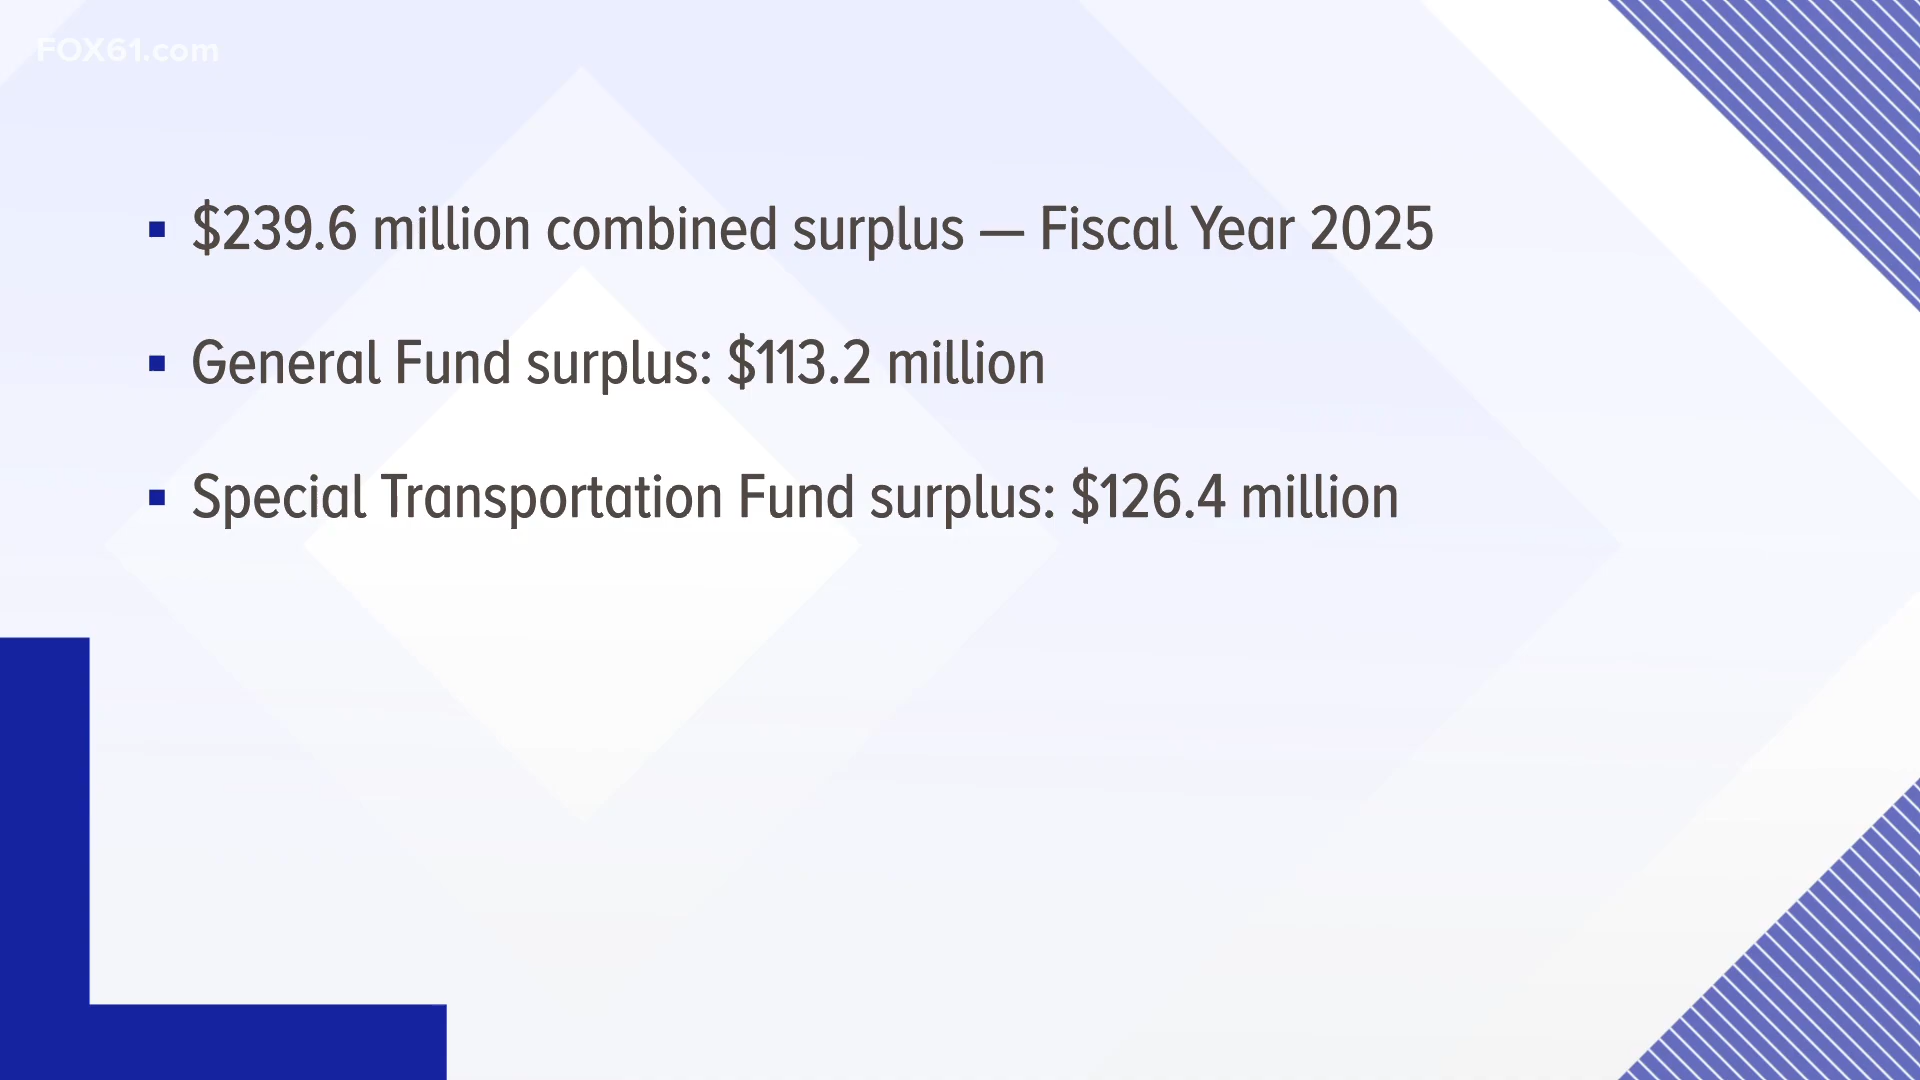 FOX61.com
▪ $239.6 million combined surplus — Fiscal Year 2025
▪ General Fund surplus: $113.2 million
▪ Special Transportation Fund surplus: $126.4 million